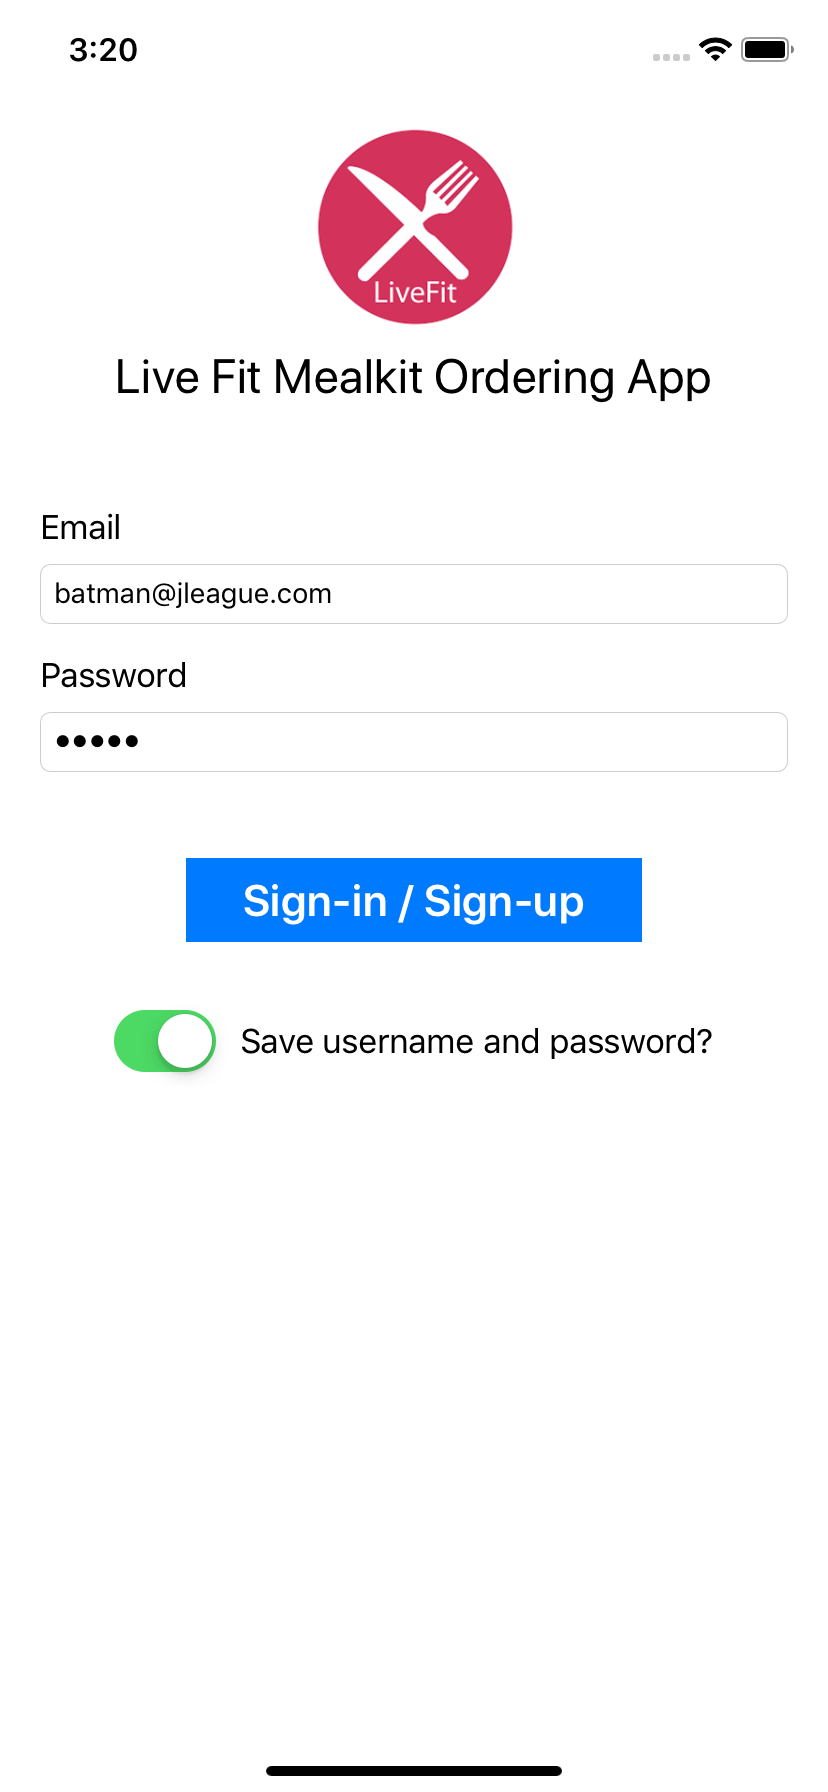 3:20
LiveFit
Live Fit Mealkit Ordering App
Email
batman@jleague.com
Password
•••••
Sign-in / Sign-up
Save username and password?